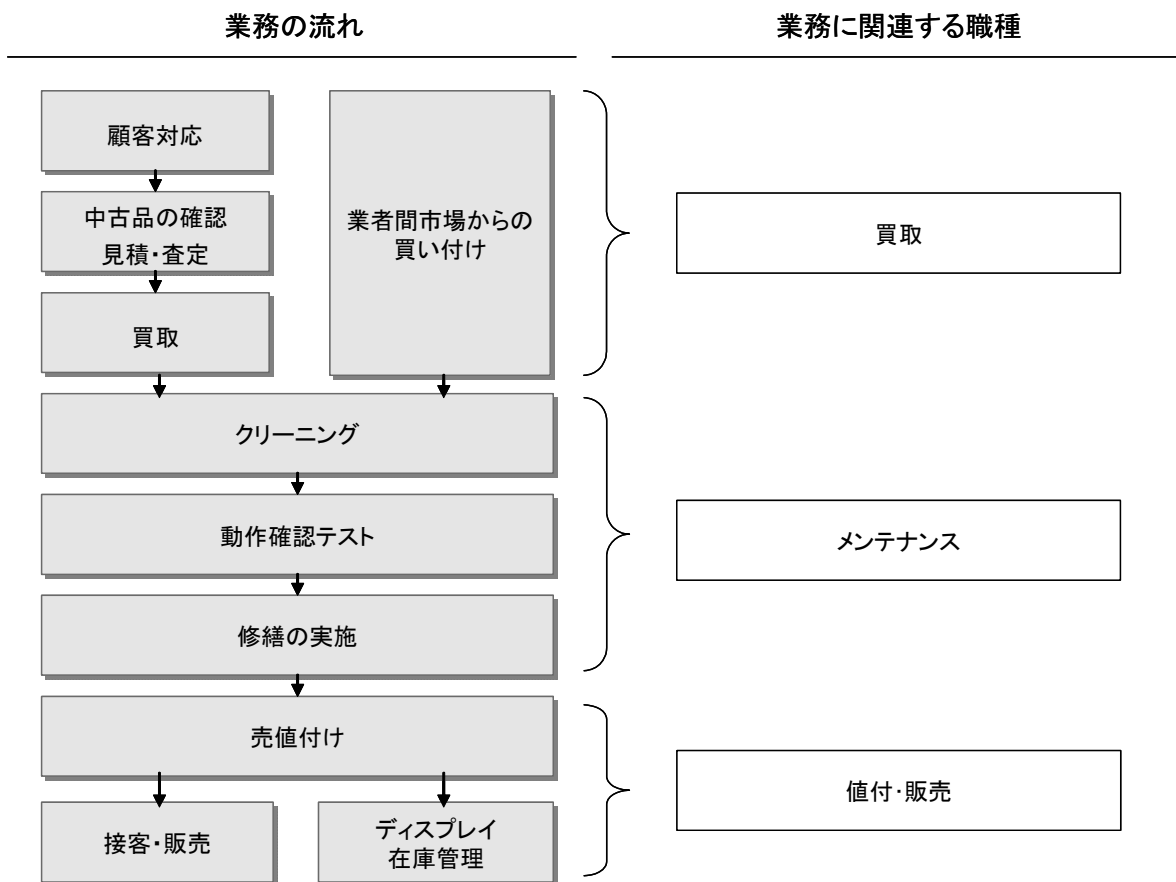 業務の流れ
業務に関連する職種
顧客対応
中古品の確認
見積・査定
買取
業者間市場からの
買い付け
買取
クリーニング
動作確認テスト
修繕の実施
メンテナンス
売値付け
接客・販売
ディスプレイ
在庫管理
値付・販売